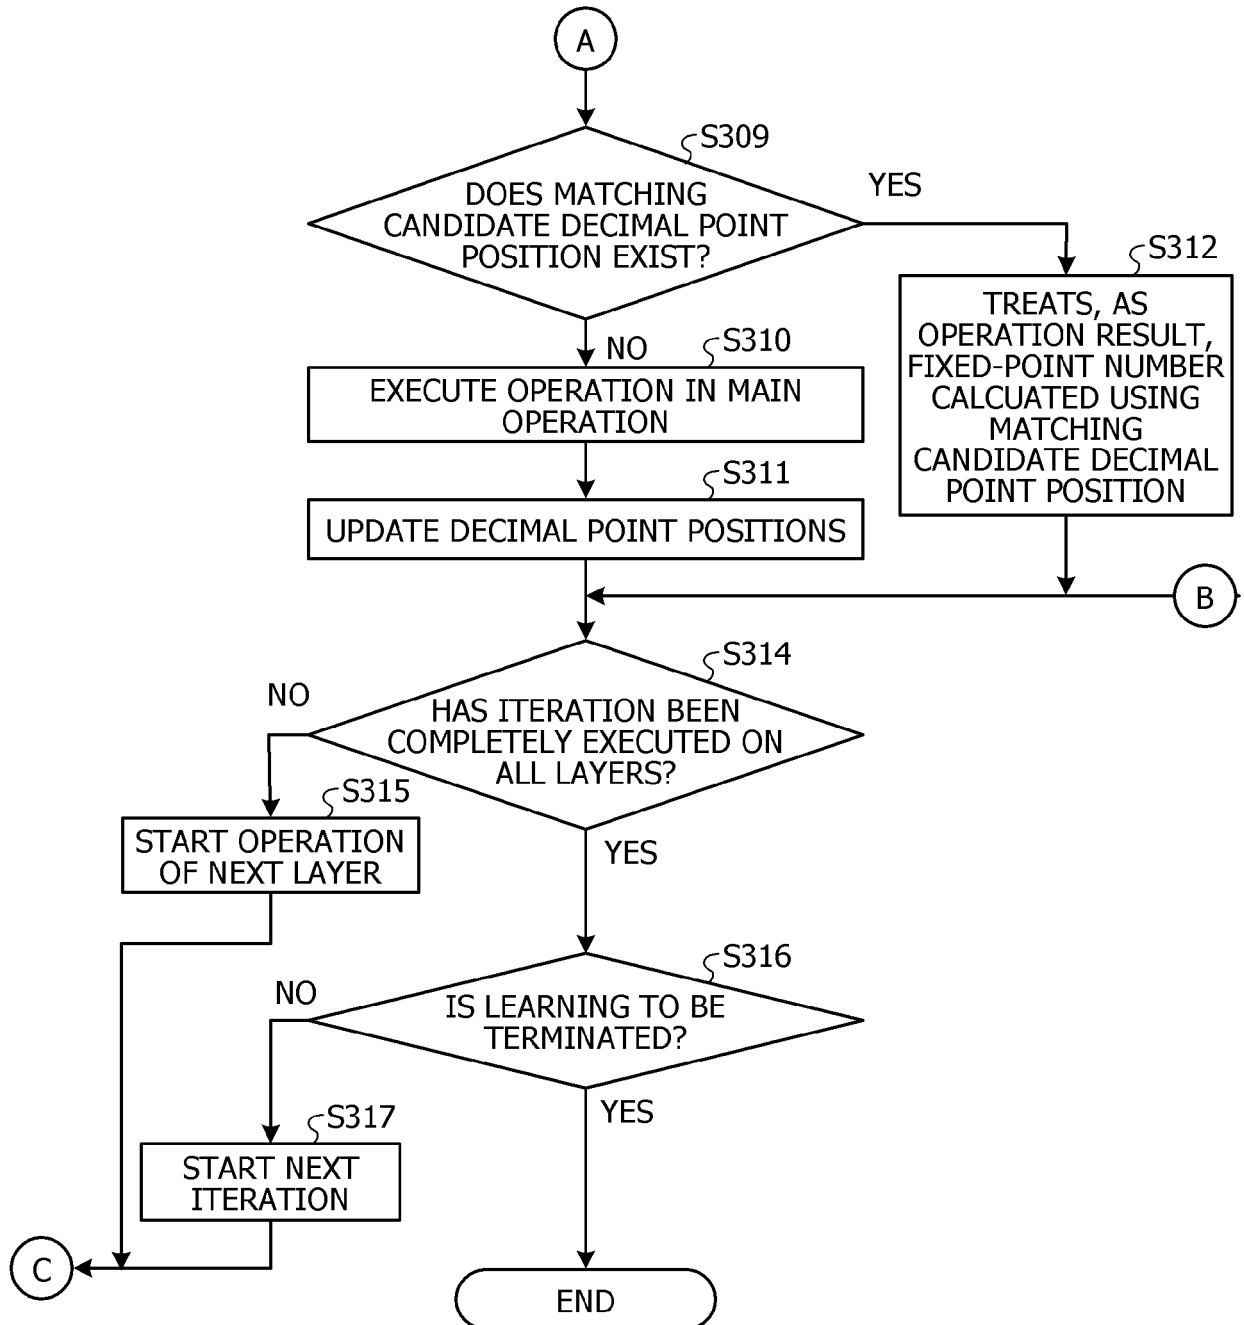 A
S309
DOES MATCHING
CANDIDATE DECIMAL POINT
POSITION EXIST?
YES
S312
TREATS, AS
OPERATION RESULT,
FIXED-POINT NUMBER
CALCUATED USING
MATCHING
CANDIDATE DECIMAL
POINT POSITION
NO
S310
EXECUTE OPERATION IN MAIN
OPERATION
S311
UPDATE DECIMAL POINT POSITIONS
B
S314
HAS ITERATION BEEN
COMPLETELY EXECUTED ON
ALL LAYERS?
NO
S315
START OPERATION
OF NEXT LAYER
YES
S316
IS LEARNING TO BE
TERMINATED?
NO
S317
START NEXT
ITERATION
YES
C
END